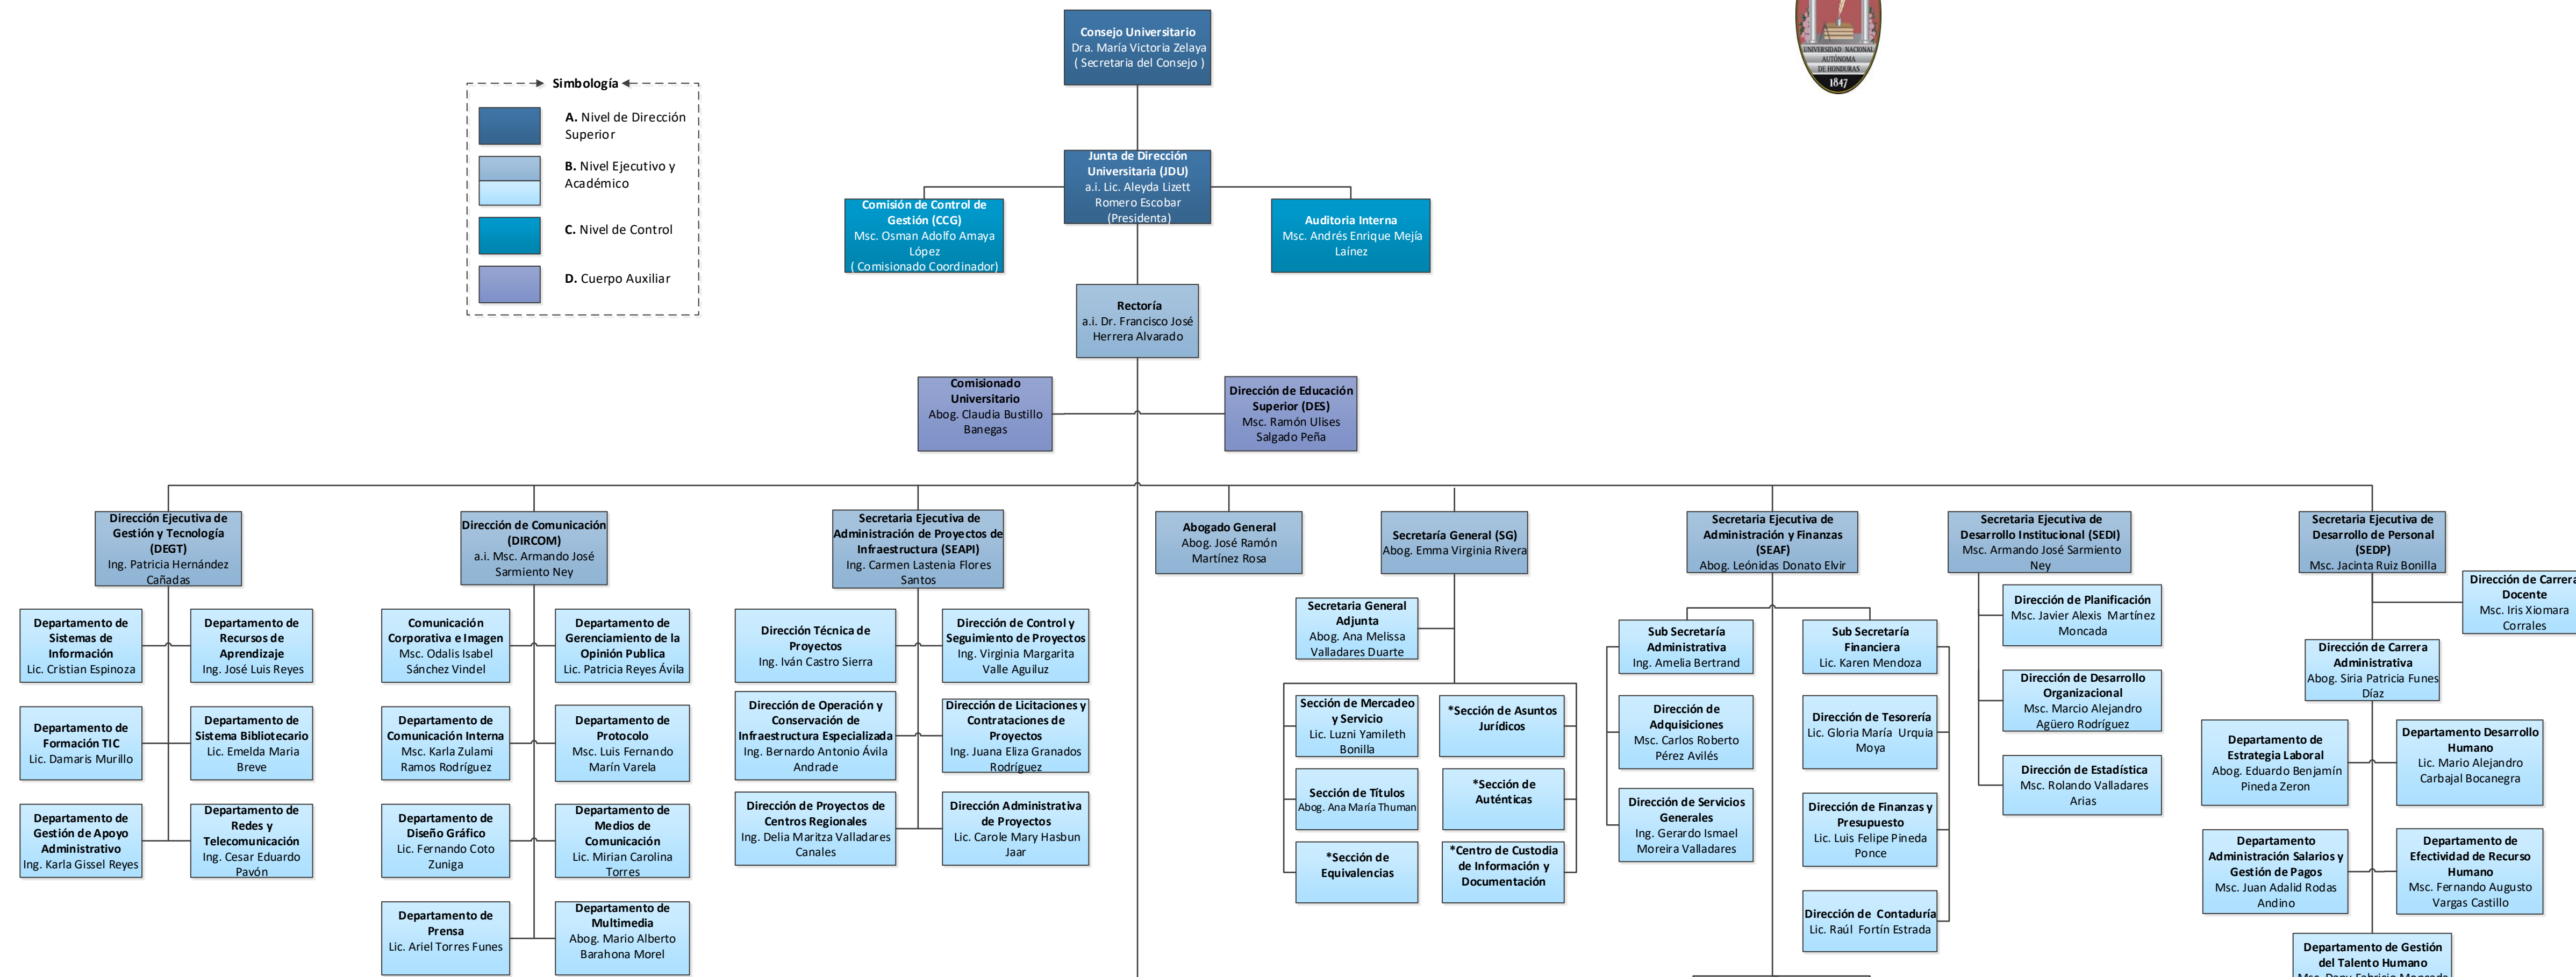 UNIVERSIDAD NACIONAL
AUTÓNOMA
DE HONDURAS
1847
Consejo Universitario
Dra. María Victoria Zelaya
( Secretaria del Consejo )
Simbología
A. Nivel de Dirección
Superior
B. Nivel Ejecutivo y
Académico
C. Nivel de Control
D. Cuerpo Auxiliar
Junta de Dirección
Universitaria (JDU)
a.i. Lic. Aleyda Lizett
Romero Escobar
(Presidenta)
Comisión de Control de
Gestión (CCG)
Msc. Osman Adolfo Amaya
López
( Comisionado Coordinador)
Auditoria Interna
Msc. Andrés Enrique Mejía
Laínez
Rectoría
a.i. Dr. Francisco José
Herrera Alvarado
Comisionado
Universitario
Abog. Claudia Bustillo
Banegas
Dirección de Educación
Superior (DES)
Msc. Ramón Ulises
Salgado Peña
Dirección Ejecutiva de
Gestión y Tecnología
(DEGT)
Ing. Patricia Hernández
Cañadas
Departamento de
Sistemas de
Información
Lic. Cristian Espinoza
Departamento de
Recursos de
Aprendizaje
Ing. José Luis Reyes
Departamento de
Formación TIC
Lic. Damaris Murillo
Departamento de
Sistema Bibliotecario
Lic. Emelda Maria
Breve
Departamento de
Gestión de Apoyo
Administrativo
Ing. Karla Gissel Reyes
Departamento de
Redes y
Telecomunicación
Ing. Cesar Eduardo
Pavón
Dirección de Comunicación
(DIRCOM)
a.i. Msc. Armando José
Sarmiento Ney
Comunicación
Corporativa e Imagen
Msc. Odalis Isabel
Sánchez Vindel
Departamento de
Gerenciamiento de la
Opinión Publica
Lic. Patricia Reyes Ávila
Departamento de
Comunicación Interna
Msc. Karla Zulami
Ramos Rodríguez
Departamento de
Protocolo
Msc. Luis Fernando
Marín Varela
Departamento de
Diseño Gráfico
Lic. Fernando Coto
Zuniga
Departamento de
Medios de
Comunicación
Lic. Mirian Carolina
Torres
Departamento de
Prensa
Lic. Ariel Torres Funes
Departamento de
Multimedia
Abog. Mario Alberto
Barahona Morel
Secretaria Ejecutiva de
Administración de Proyectos de
Infraestructura (SEAPI)
Ing. Carmen Lastenia Flores
Santos
Dirección Técnica de
Proyectos
Ing. Iván Castro Sierra
Dirección de Control y
Seguimiento de Proyectos
Ing. Virginia Margarita
Valle Aguiluz
Dirección de Operación y
Conservación de
Infraestructura Especializada
Ing. Bernardo Antonio Ávila
Andrade
Dirección de Licitaciones y
Contrataciones de
Proyectos
Ing. Juana Eliza Granados
Rodríguez
Dirección de Proyectos de
Centros Regionales
Ing. Delia Maritza Valladares
Canales
Dirección Administrativa
de Proyectos
Lic. Carole Mary Hasbun
Jaar
Abogado General
Abog. José Ramón
Martínez Rosa
Secretaría General (SG)
Abog. Emma Virginia Rivera
Secretaria General
Adjunta
Abog. Ana Melissa
Valladares Duarte
Sección de Mercadeo
y Servicio
Lic. Luzni Yamileth
Bonilla
*Sección de Asuntos
Jurídicos
Sección de Títulos
Abog. Ana María Thuman
*Sección de
Auténticas
*Sección de
Equivalencias
*Centro de Custodia
de Información y
Documentación
Secretaria Ejecutiva de
Administración y Finanzas
(SEAF)
Abog. Leónidas Donato Elvir
Sub Secretaría
Administrativa
Ing. Amelia Bertrand
Sub Secretaría
Financiera
Lic. Karen Mendoza
Dirección de
Adquisiciones
Msc. Carlos Roberto
Pérez Avilés
Dirección de Tesorería
Lic. Gloria María  Urquia
Moya
Dirección de Servicios
Generales
Ing. Gerardo Ismael
Moreira Valladares
Dirección de Finanzas y
Presupuesto
Lic. Luis Felipe Pineda
Ponce
Dirección de  Contaduría
Lic. Raúl  Fortín Estrada
Secretaria Ejecutiva de
Desarrollo Institucional (SEDI)
Msc. Armando José Sarmiento
Ney
Dirección de Planificación
Msc. Javier Alexis  Martínez
Moncada
Dirección de Desarrollo
Organizacional
Msc. Marcio Alejandro
Agüero Rodríguez
Dirección de Estadística
Msc. Rolando Valladares
Arias
Secretaria Ejecutiva de
Desarrollo de Personal
(SEDP)
Msc. Jacinta Ruiz Bonilla
Dirección de Carrera
Docente
Msc. Iris Xiomara
Corrales
Dirección de Carrera
Administrativa
Abog. Siria Patricia Funes
Díaz
Departamento de
Estrategia Laboral
Abog. Eduardo Benjamín
Pineda Zeron
Departamento Desarrollo
Humano
Lic. Mario Alejandro
Carbajal Bocanegra
Departamento
Administración Salarios y
Gestión de Pagos
Msc. Juan Adalid Rodas
Andino
Departamento de
Efectividad de Recurso
Humano
Msc. Fernando Augusto
Vargas Castillo
Departamento de Gestión
del Talento Humano
Msc. Dany Fabricio Moncada